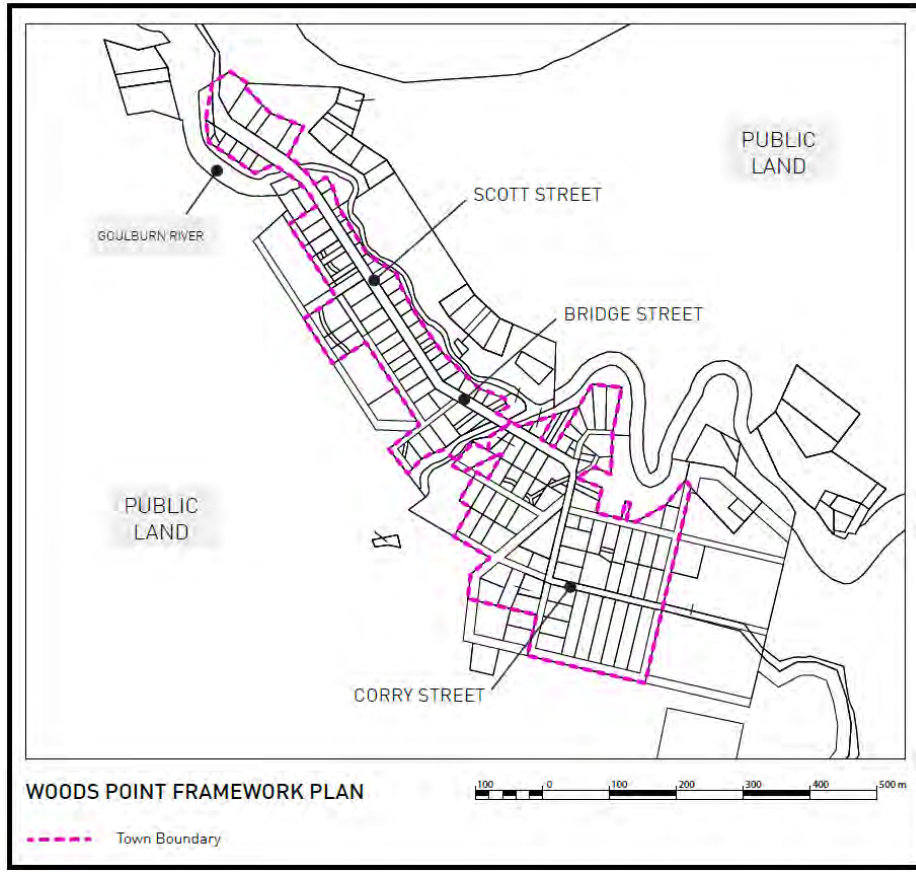 PUBLIC
LAND
SCOTT STREET
GOULBURN RIVER
BRIDGE STREET
PUBLIC
LAND
CORRY STREET
WOODS POINT FRAMEWORK PLAN
100 0 100 200 300 400 500 m
Town Boundary